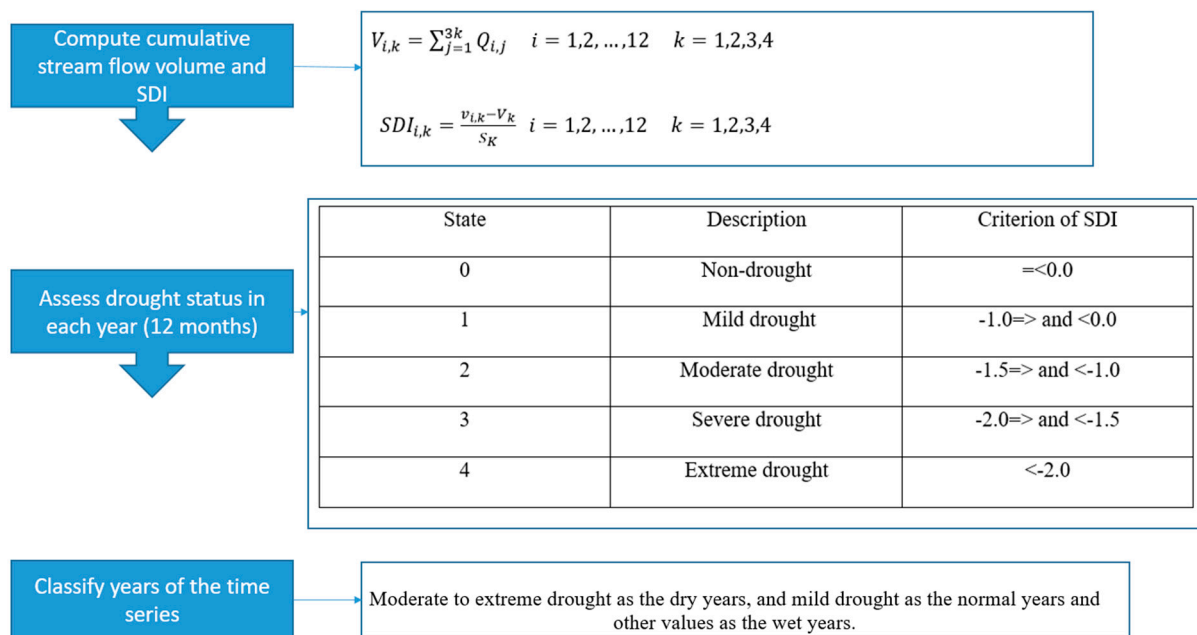 Compute cumulative
stream flow volume and
SDI
V_{i,k} = ∑_{j=1}^{3k} Q_{i,j} i = 1,2, …,12 k = 1,2,3,4
SDI_{i,k} = \frac{v_{i,k}−V_k}{S_K} i = 1,2, …,12 k = 1,2,3,4
State Description Criterion of SDI
0 Non-drought =<0.0
1 Mild drought -1.0=> and <0.0
2 Moderate drought -1.5=> and <-1.0
3 Severe drought -2.0=> and <-1.5
4 Extreme drought <-2.0
Assess drought status in
each year (12 months)
Classify years of the time
series
Moderate to extreme drought as the dry years, and mild drought as the normal years and
other values as the wet years.